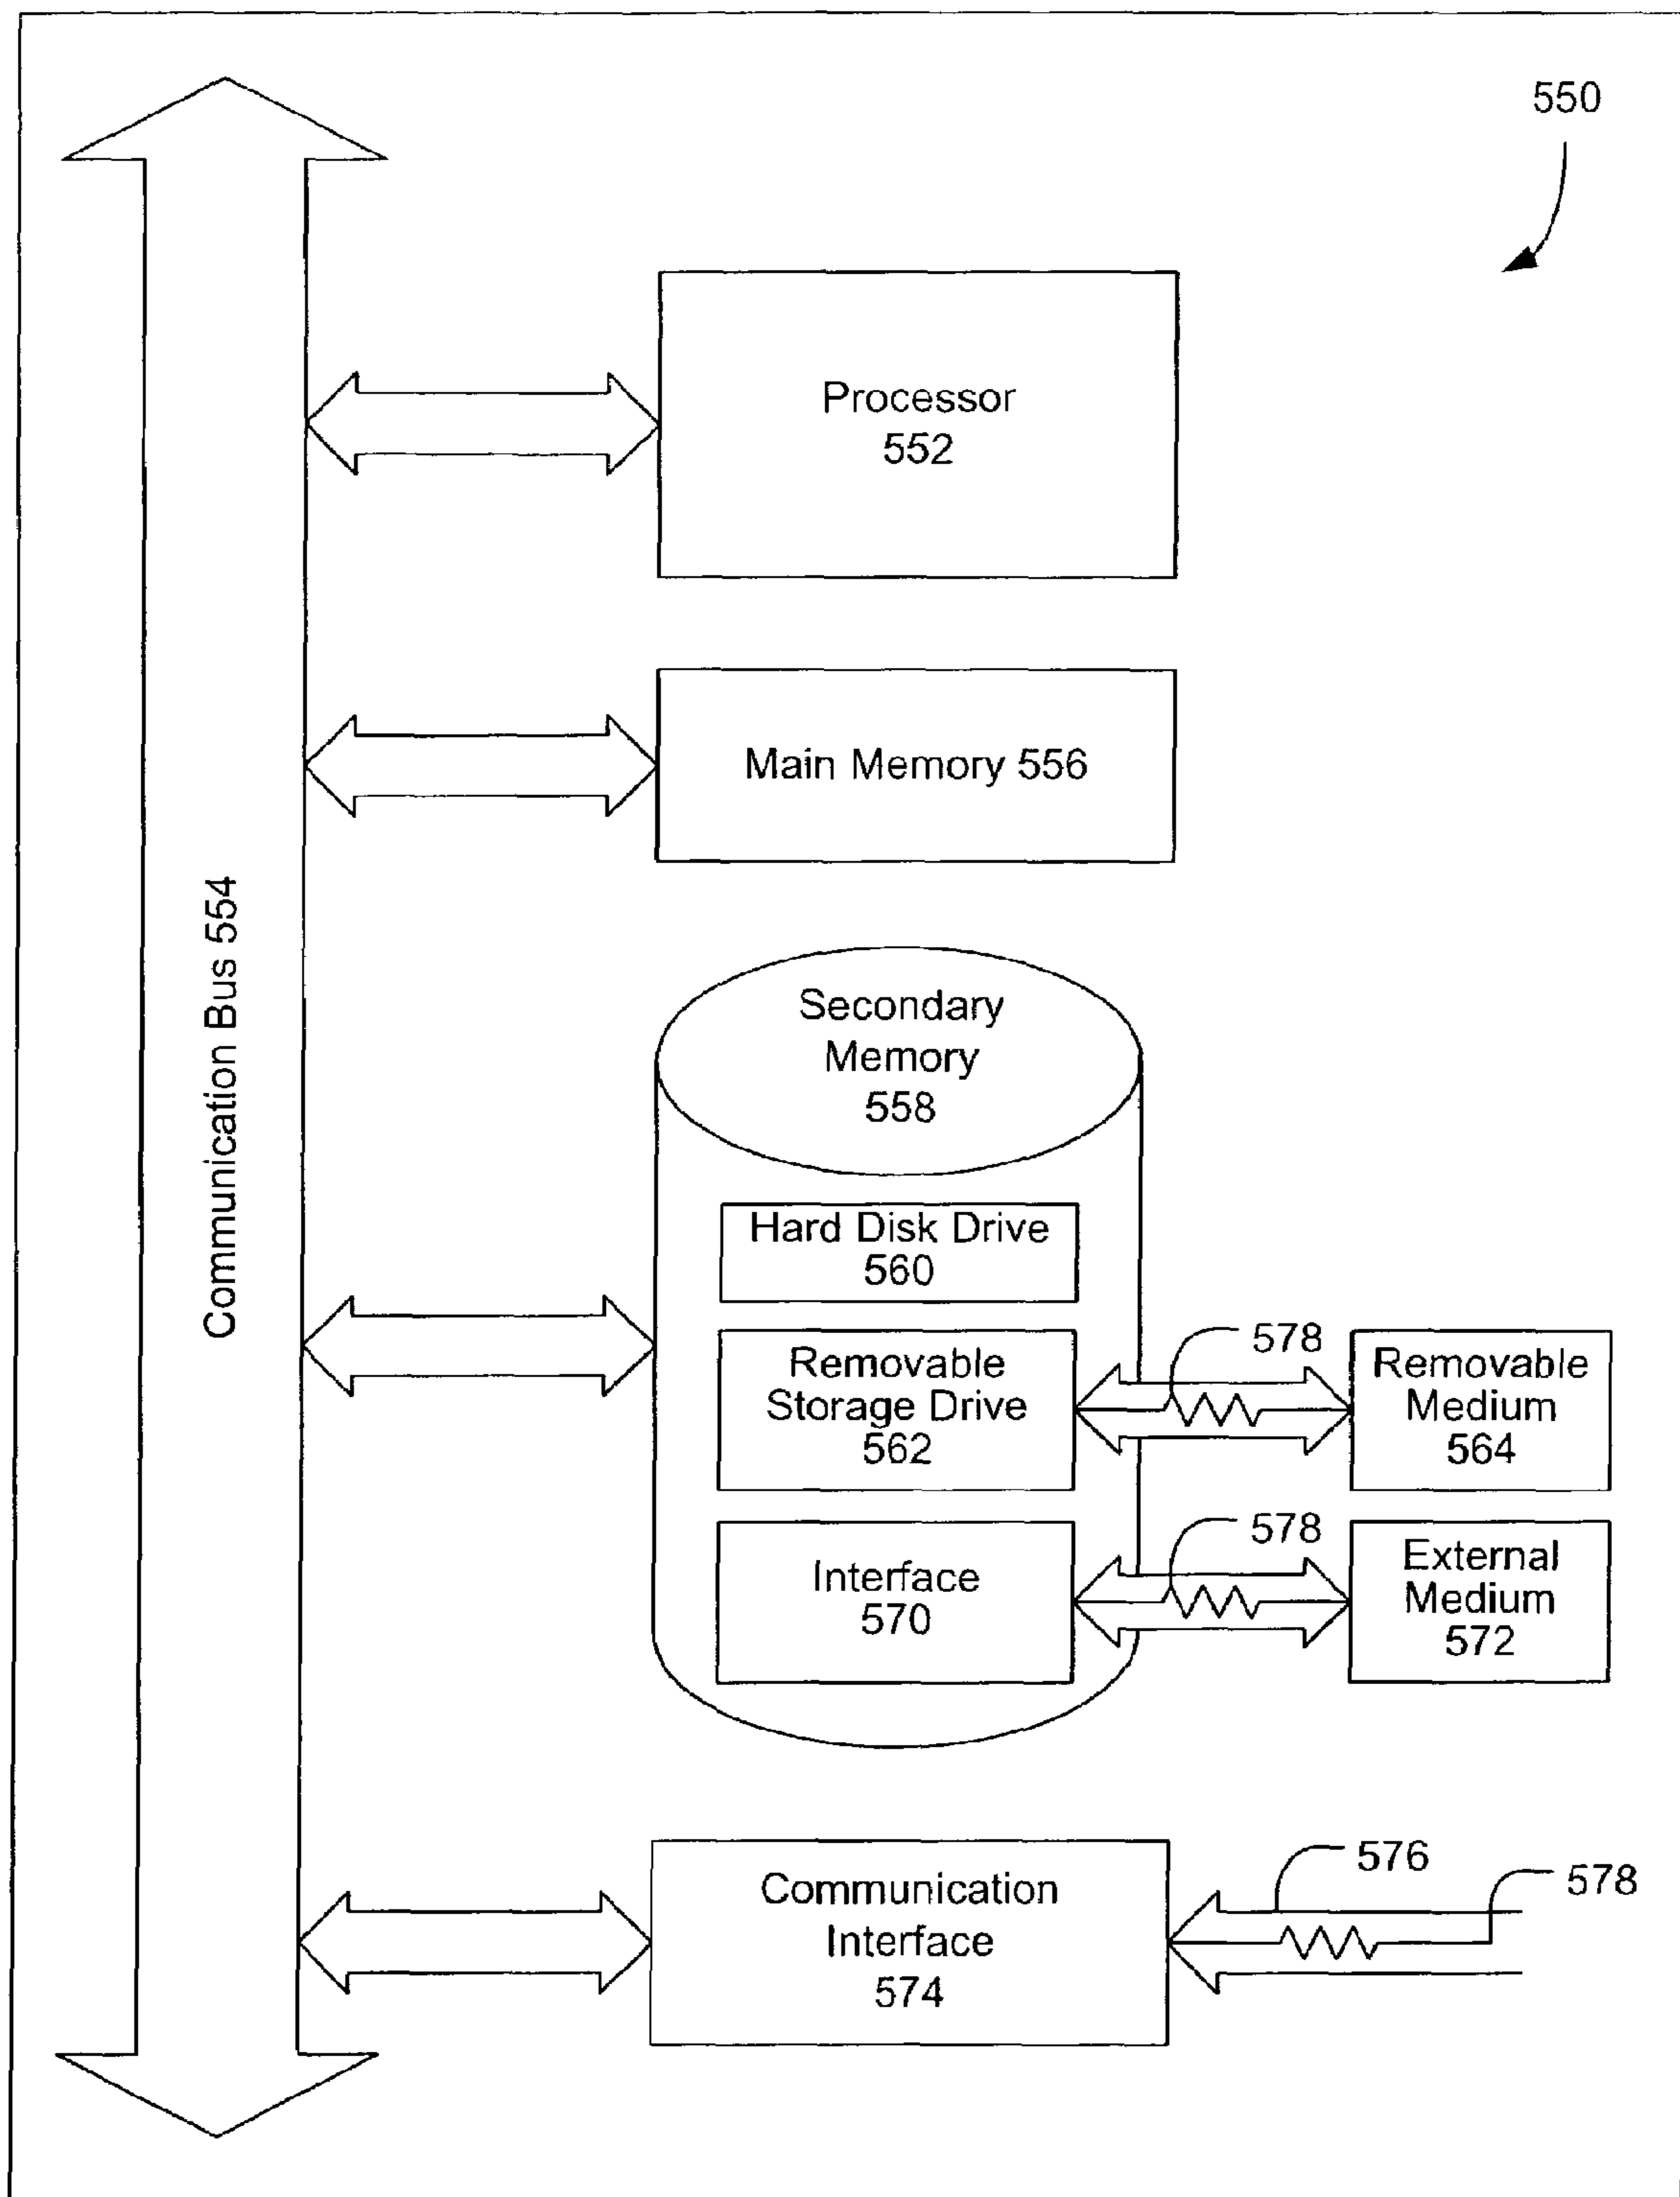 550
Processor
552
Main Memory 556
Communication Bus 554
Secondary
Memory
558
Hard Disk Drive
560
Removable
Storage Drive
562
578
Removable
Medium
564
Interface
570
578
External
Medium
572
Communication
Interface
574
576
578